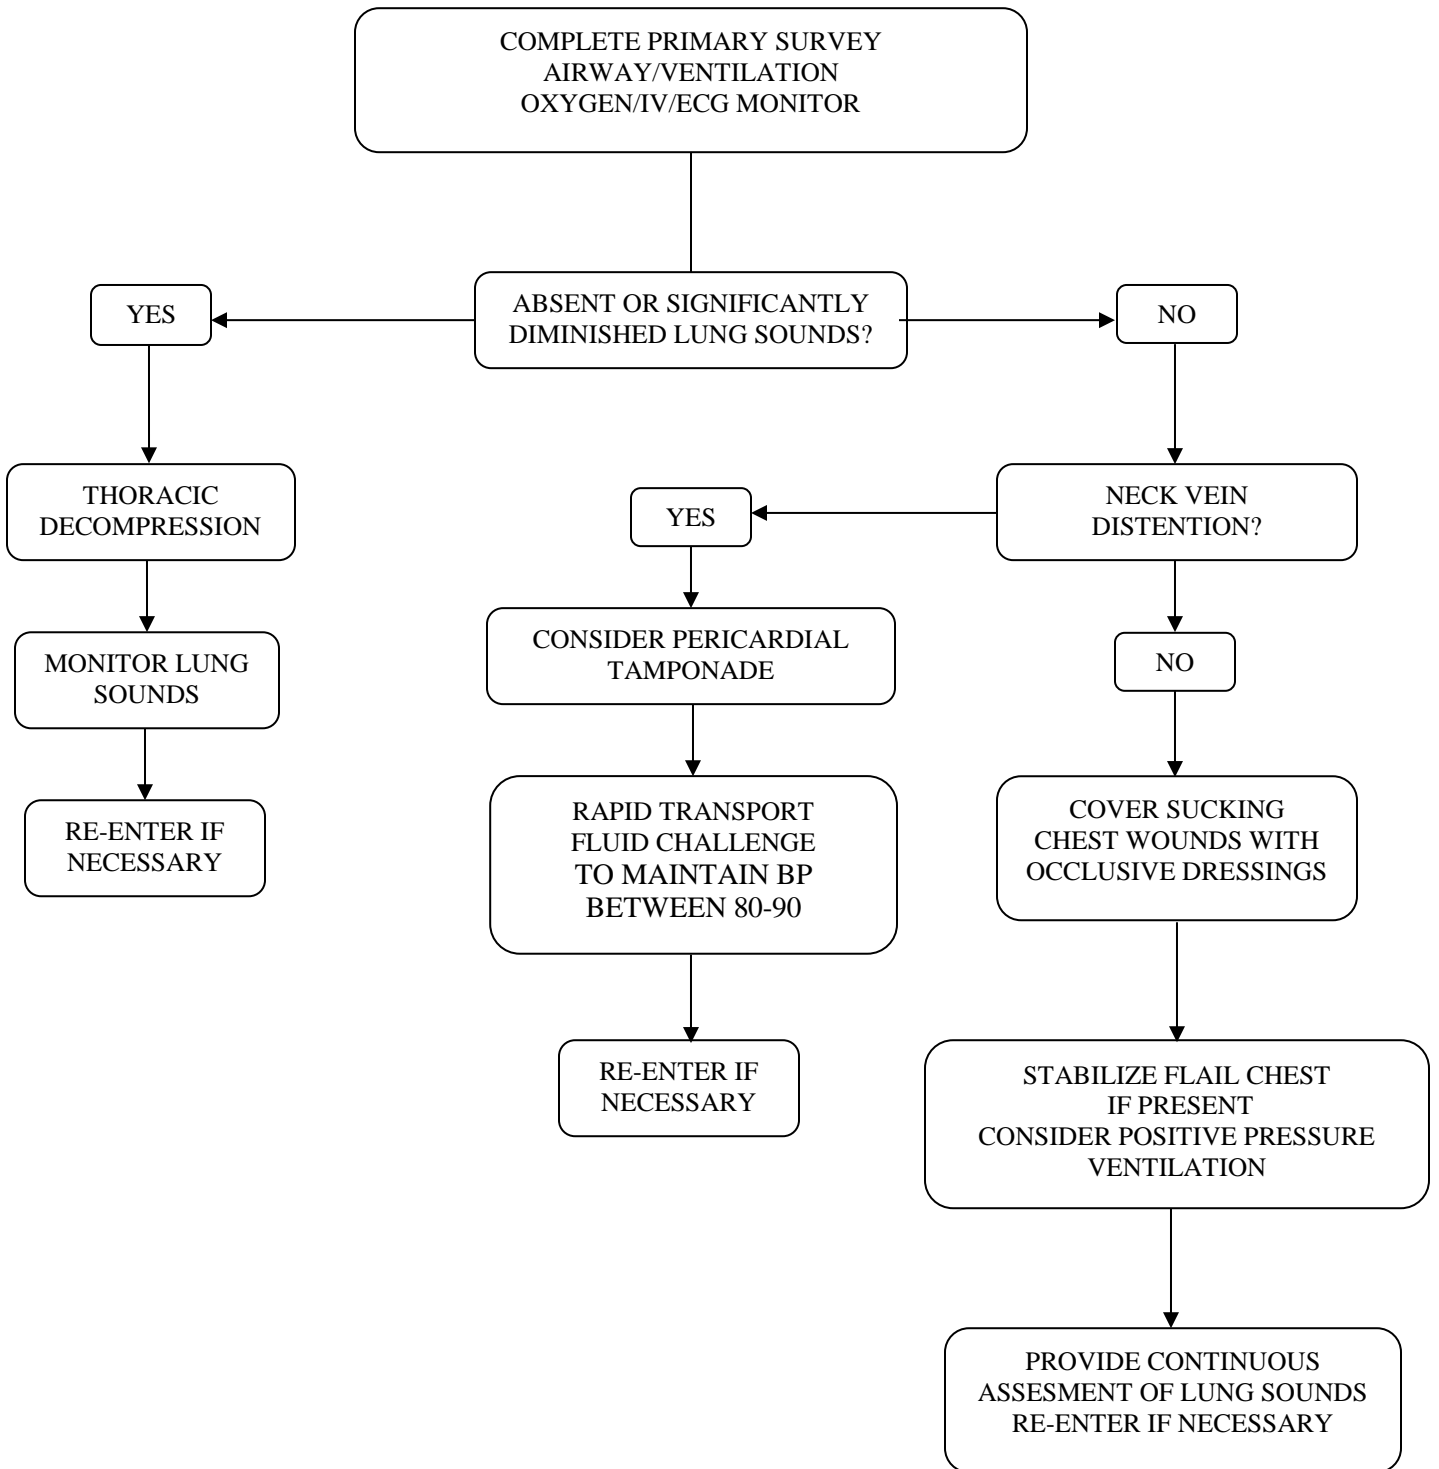 COMPLETE PRIMARY SURVEY
AIRWAY/VENTILATION
OXYGEN/IV/ECG MONITOR
YES
ABSENT OR SIGNIFICANTLY
DIMINISHED LUNG SOUNDS?
NO
THORACIC
DECOMPRESSION
MONITOR LUNG
SOUNDS
RE-ENTER IF
NECESSARY
NECK VEIN
DISTENTION?
YES
CONSIDER PERICARDIAL
TAMPONADE
RAPID TRANSPORT
FLUID CHALLENGE
TO MAINTAIN BP
BETWEEN 80-90
RE-ENTER IF
NECESSARY
NO
COVER SUCKING
CHEST WOUNDS WITH
OCCLUSIVE DRESSINGS
STABILIZE FLAIL CHEST
IF PRESENT
CONSIDER POSITIVE PRESSURE
VENTILATION
PROVIDE CONTINUOUS
ASSESMENT OF LUNG SOUNDS
RE-ENTER IF NECESSARY